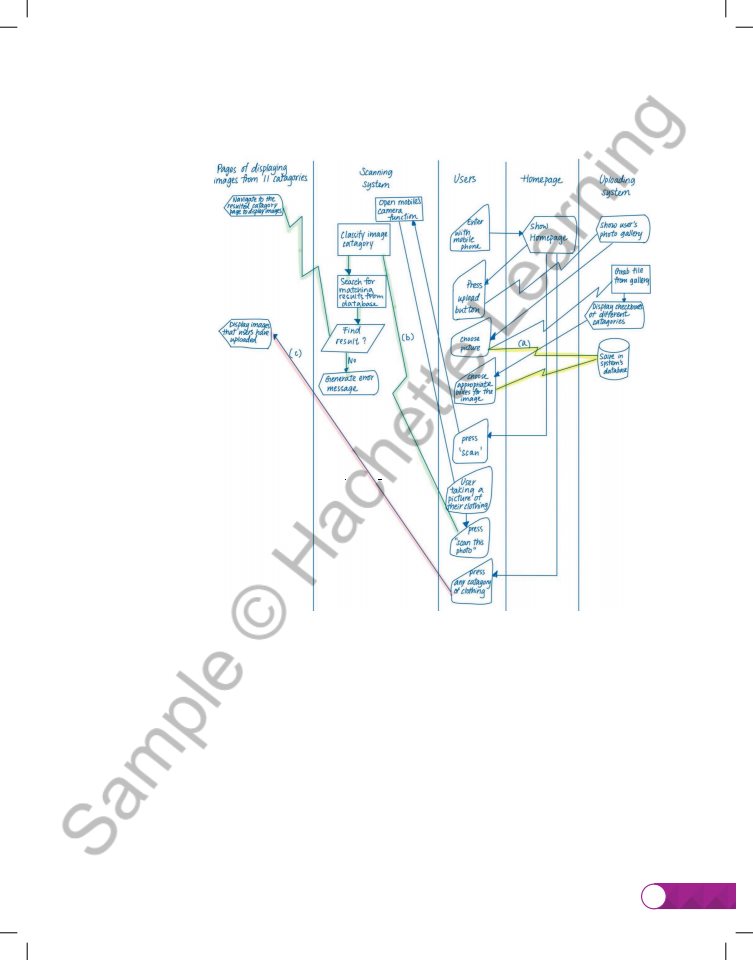 Pages of displaying
images from 11 catagories
Navigate to the
resulted catagory
page to display images
Display images
that users have
uploaded
(c)
Scanning
system
Open mobile's
camera
function
Classify image
catagory
Search for
matching
results from
database
Find
result?
No
Generate error
message
(b)
Users
Enter
with
mobile
phone
Press
upload
button
choose
picture
choose
appropriate
boxes for the
image
press
'scan'
User
taking a
picture of
their clothing
press
"scan this
photo"
press
any catagory
of clothing
Homepage
Show
Homepage
(a)
Uploading
system
Show user's
photo gallery
Grab file
from gallery
Display checkboxes
of different
categories
Save in
system's
database
Sample © Hachette Learning